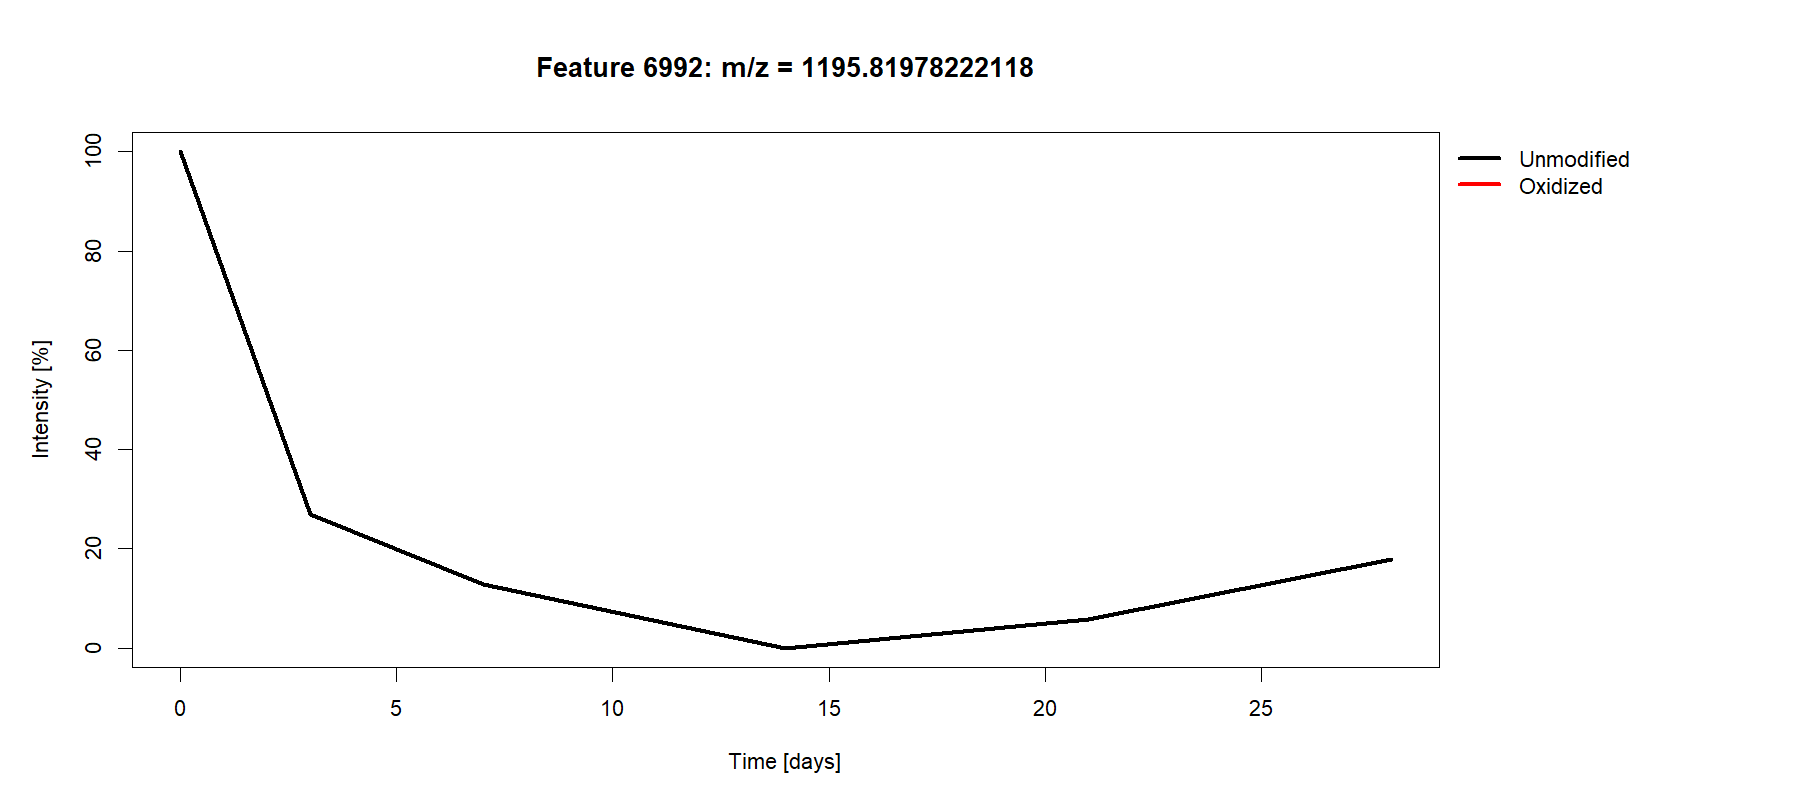 Feature 6992: m/z = 1195.81978222118
Unmodified
Oxidized
Intensity [%]
100
80
60
40
20
0
0 5 10 15 20 25
Time [days]